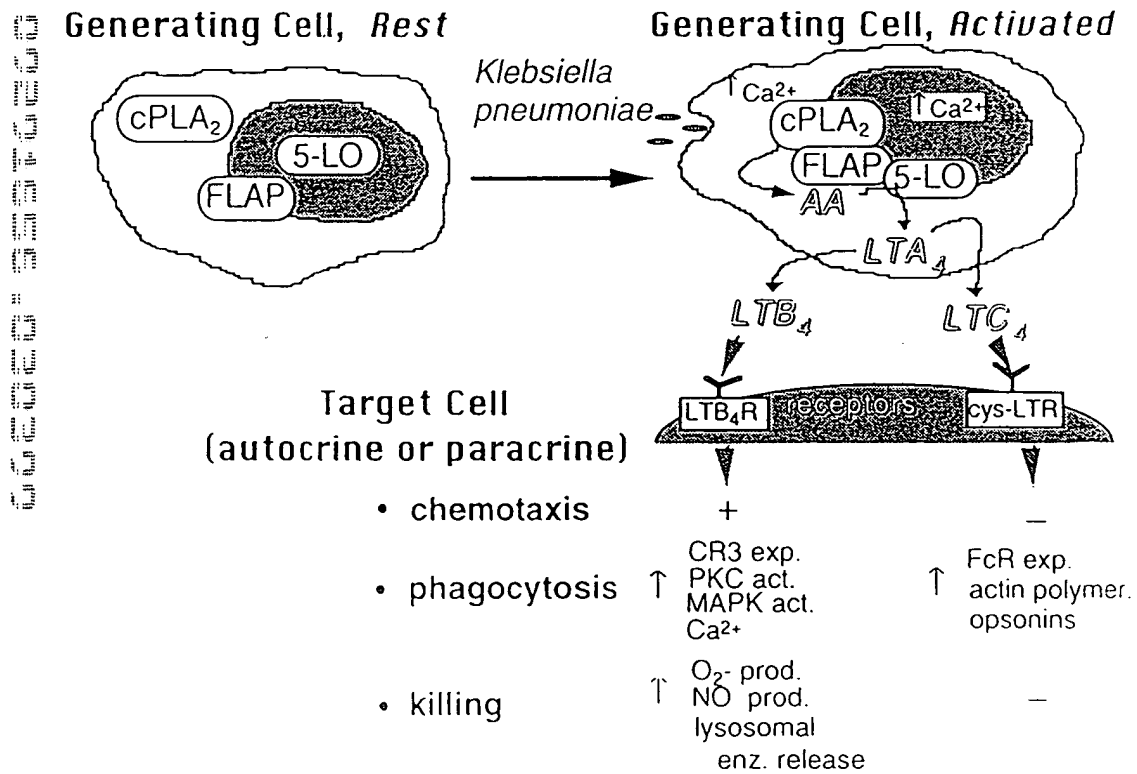 Generating Cell, Rest
cPLA₂
5-LO
FLAP
Klebsiella
pneumoniae
Generating Cell, Activated
↑ Ca²⁺
↑ Ca²⁺
cPLA₂
FLAP
5-LO
AA
LTA₄
LTB₄
LTC₄
LTB₄R
receptors
cys-LTR
Target Cell
(autocrine or paracrine)
• chemotaxis
+
–
• phagocytosis
↑
CR3 exp.
PKC act.
MAPK act.
Ca²⁺
↑
FcR exp.
actin polymer.
opsonins
• killing
↑
O₂- prod.
NO prod.
lysosomal
enz. release
–